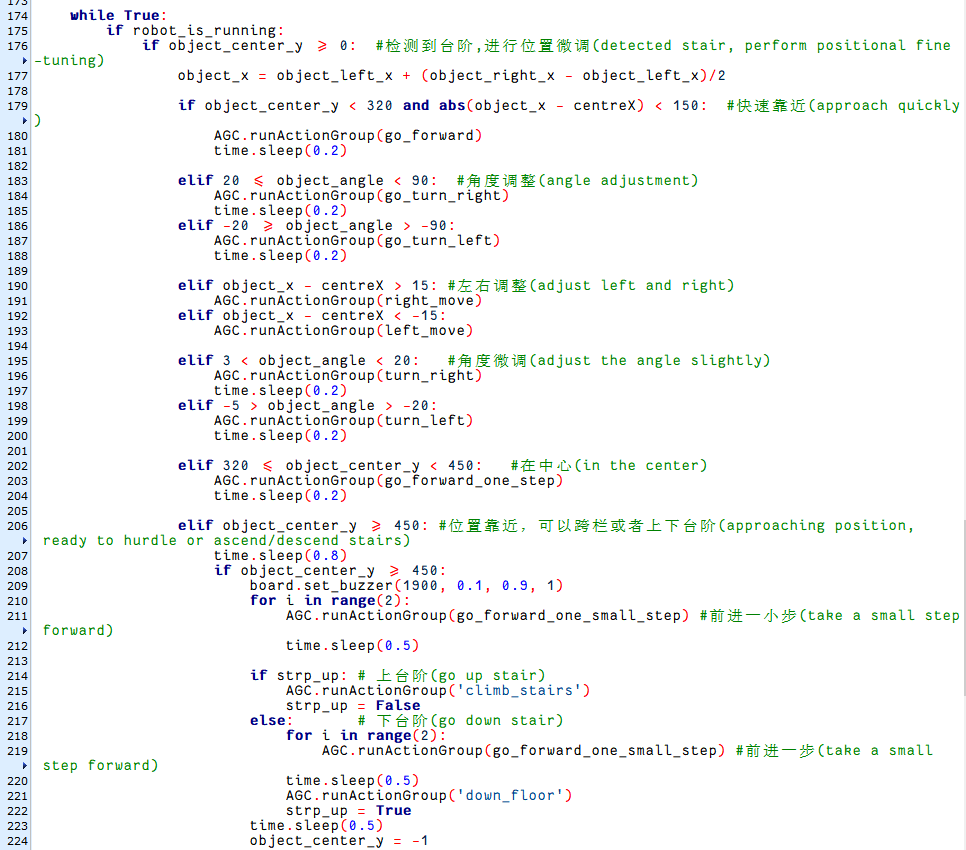 173
174 while True:
175 if robot_is_running:
176 if object_center_y ≥ 0: #检测到台阶,进行位置微调(detected stair, perform positional fine
-tuning)
177 object_x = object_left_x + (object_right_x - object_left_x)/2
178
179 if object_center_y < 320 and abs(object_x - centreX) < 150: #快速靠近(approach quickly
)
180 AGC.runActionGroup(go_forward)
181 time.sleep(0.2)
182
183 elif 20 ≤ object_angle < 90: #角度调整(angle adjustment)
184 AGC.runActionGroup(go_turn_right)
185 time.sleep(0.2)
186 elif -20 ≥ object_angle > -90:
187 AGC.runActionGroup(go_turn_left)
188 time.sleep(0.2)
189
190 elif object_x - centreX > 15: #左右调整(adjust left and right)
191 AGC.runActionGroup(right_move)
192 elif object_x - centreX < -15:
193 AGC.runActionGroup(left_move)
194
195 elif 3 < object_angle < 20: #角度微调(adjust the angle slightly)
196 AGC.runActionGroup(turn_right)
197 time.sleep(0.2)
198 elif -5 > object_angle > -20:
199 AGC.runActionGroup(turn_left)
200 time.sleep(0.2)
201
202 elif 320 ≤ object_center_y < 450: #在中心(in the center)
203 AGC.runActionGroup(go_forward_one_step)
204 time.sleep(0.2)
205
206 elif object_center_y ≥ 450: #位置靠近，可以跨栏或者上下台阶(approaching position,
ready to hurdle or ascend/descend stairs)
207 time.sleep(0.8)
208 if object_center_y ≥ 450:
209 board.set_buzzer(1900, 0.1, 0.9, 1)
210 for i in range(2):
211 AGC.runActionGroup(go_forward_one_small_step) #前进一小步(take a small step
forward)
212 time.sleep(0.5)
213
214 if strp_up: # 上台阶(go up stair)
215 AGC.runActionGroup('climb_stairs')
216 strp_up = False
217 else: # 下台阶(go down stair)
218 for i in range(2):
219 AGC.runActionGroup(go_forward_one_small_step) #前进一步(take a small
step forward)
220 time.sleep(0.5)
221 AGC.runActionGroup('down_floor')
222 strp_up = True
223 time.sleep(0.5)
224 object_center_y = -1